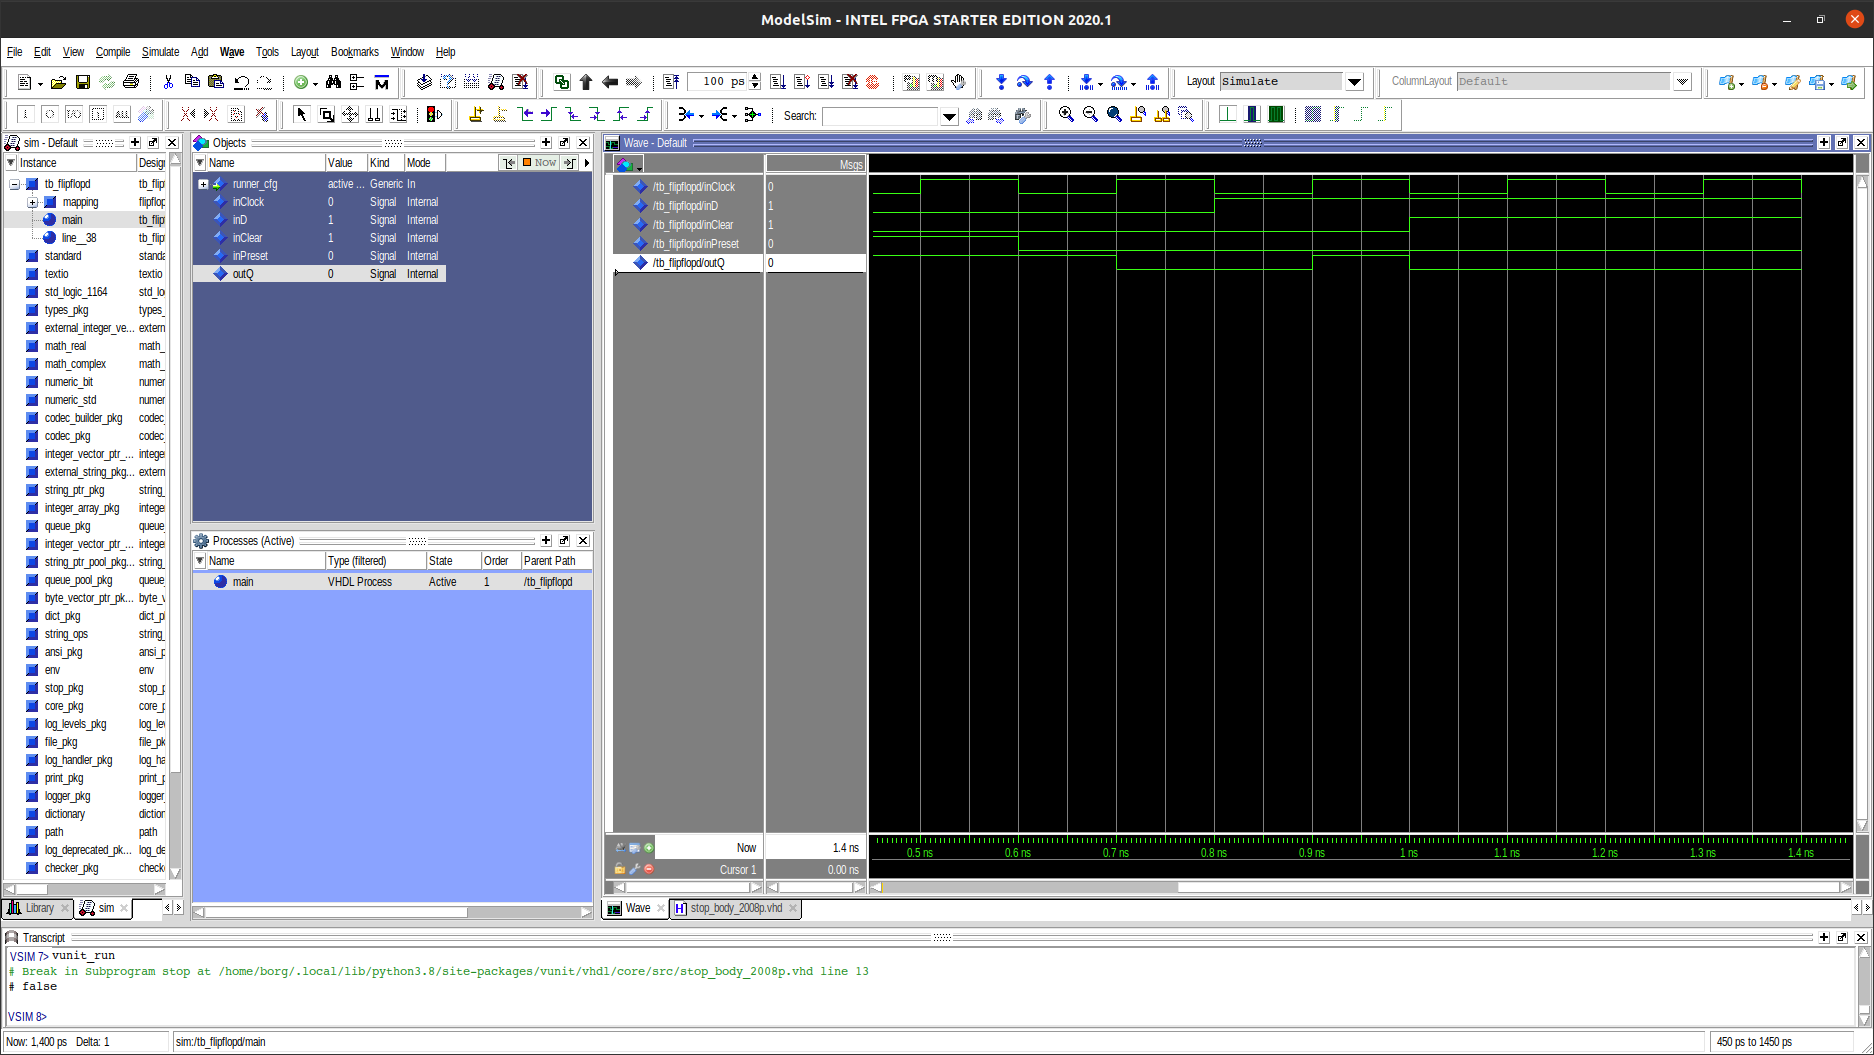 ModelSim - INTEL FPGA STARTER EDITION 2020.1
File Edit View Compile Simulate Add Wave Tools Layout Bookmarks Window Help
100 ps
Layout Simulate
ColumnLayout Default
Search:
sim - Default
Instance Desig
tb_flipflopd tb_flip
mapping flipflop
main tb_flip
line__38 tb_flip
standard standa
textio textio
std_logic_1164 std_lo
types_pkg types_
external_integer_ve... extern
math_real math_
math_complex math_
numeric_bit numer
numeric_std numer
codec_builder_pkg codec_
codec_pkg codec_
integer_vector_ptr_... intege
external_string_pkg... extern
string_ptr_pkg string_
integer_array_pkg intege
queue_pkg queue_
integer_vector_ptr_... intege
string_ptr_pool_pkg... string_
queue_pool_pkg queue_
byte_vector_ptr_pk... byte_v
dict_pkg dict_p
string_ops string_
ansi_pkg ansi_p
env env
stop_pkg stop_p
core_pkg core_p
log_levels_pkg log_lev
file_pkg file_pk
log_handler_pkg log_ha
print_pkg print_p
logger_pkg logger_
dictionary diction
path path
log_deprecated_pk... log_de
checker_pkg checke
Library sim
Objects
Name Value Kind Mode Now
runner_cfg active ... Generic In
inClock 0 Signal Internal
inD 1 Signal Internal
inClear 1 Signal Internal
inPreset 0 Signal Internal
outQ 0 Signal Internal
Processes (Active)
Name Type (filtered) State Order Parent Path
main VHDL Process Active 1 /tb_flipflopd
Wave - Default
Msgs
/tb_flipflopd/inClock 0
/tb_flipflopd/inD 1
/tb_flipflopd/inClear 1
/tb_flipflopd/inPreset 0
/tb_flipflopd/outQ 0
Now 1.4 ns
Cursor 1 0.00 ns
0.5 ns 0.6 ns 0.7 ns 0.8 ns 0.9 ns 1 ns 1.1 ns 1.2 ns 1.3 ns 1.4 ns
Wave stop_body_2008p.vhd
Transcript
VSIM 7> vunit_run
# Break in Subprogram stop at /home/borg/.local/lib/python3.8/site-packages/vunit/vhdl/core/src/stop_body_2008p.vhd line 13
# false
VSIM 8>
Now: 1,400 ps Delta: 1
sim:/tb_flipflopd/main
450 ps to 1450 ps